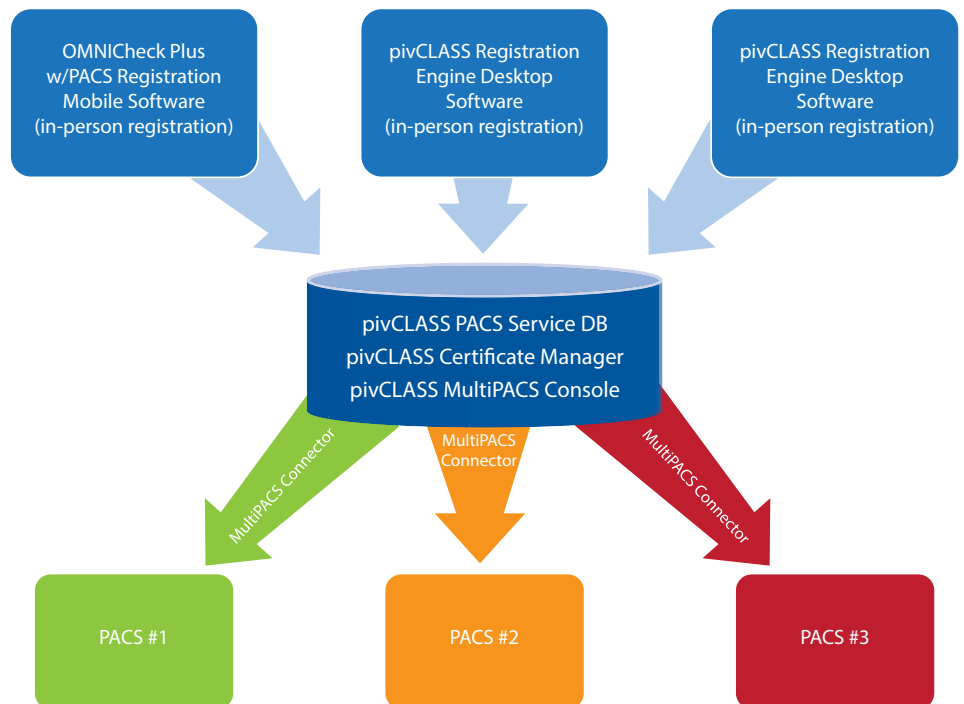 OMNICheck Plus
w/PACS Registration
Mobile Software
(in-person registration)
pivCLASS Registration
Engine Desktop
Software
(in-person registration)
pivCLASS Registration
Engine Desktop
Software
(in-person registration)
pivCLASS PACS Service DB
pivCLASS Certificate Manager
pivCLASS MultiPACS Console
MultiPACS Connector
MultiPACS
Connector
MultiPACS Connector
PACS #1
PACS #2
PACS #3